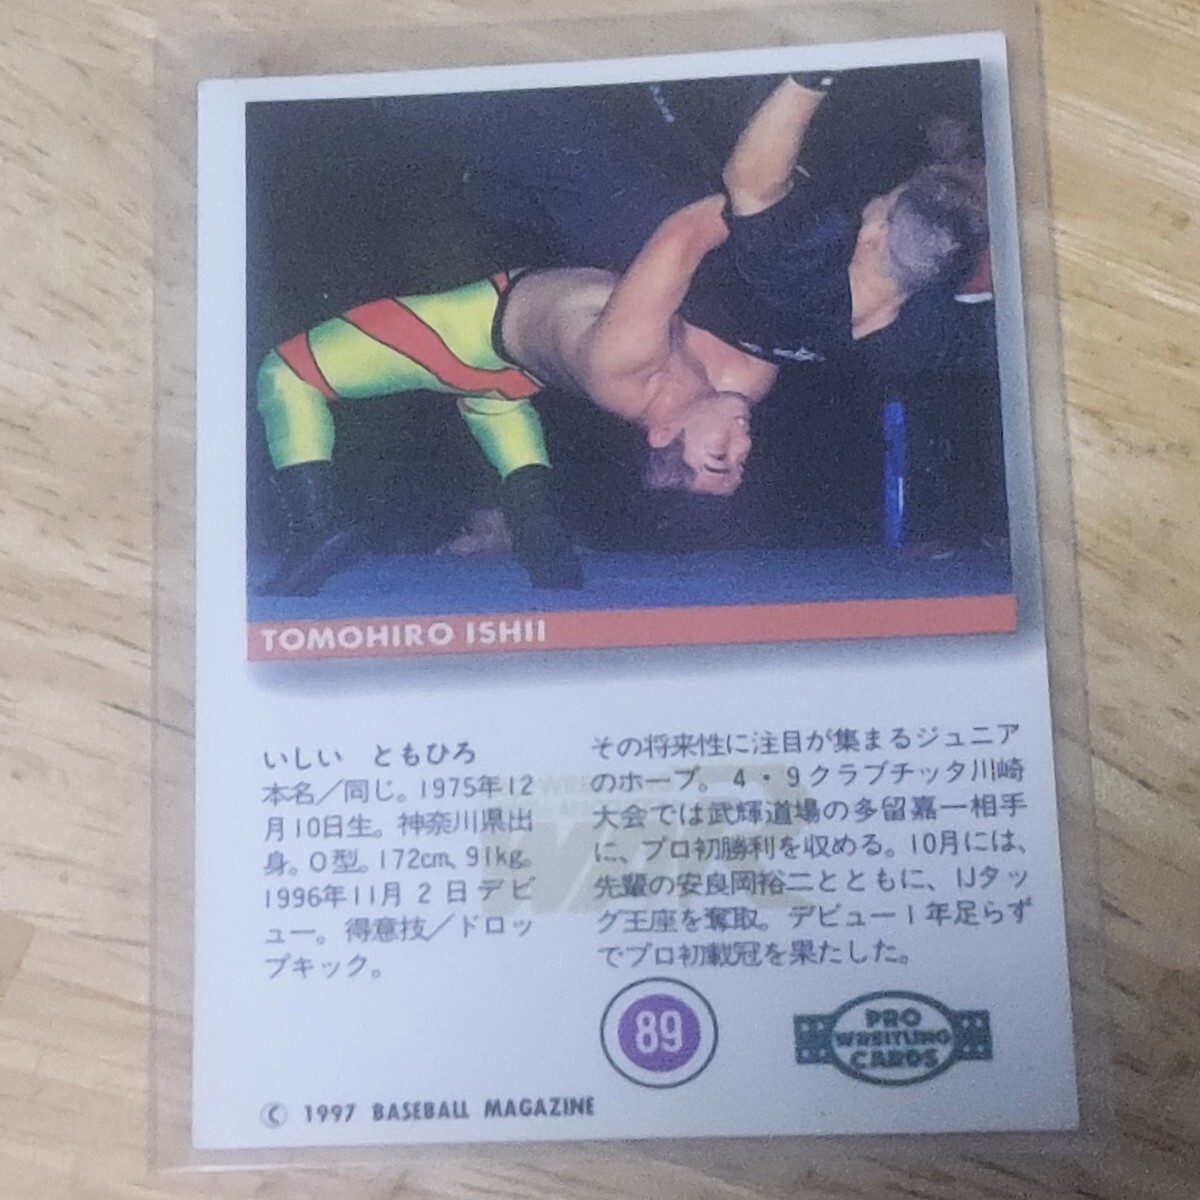 TOMOHIRO ISHII
いしい ともひろ
本名／同じ。1975年12
月10日生。神奈川県出
身。O型。172cm、91kg。
1996年11月2日デビ
ュー。得意技／ドロッ
プキック。
その将来性に注目が集まるジュニア
のホープ。4・9クラブチッタ川崎
大会では武輝道場の多留嘉一相手
に、プロ初勝利を収める。10月には、
先輩の安良岡裕二とともに、IJタッ
グ王座を奪取。デビュー1年足らず
でプロ初載冠を果たした。
89
PRO
WRESTLING
CARDS
© 1997 BASEBALL MAGAZINE